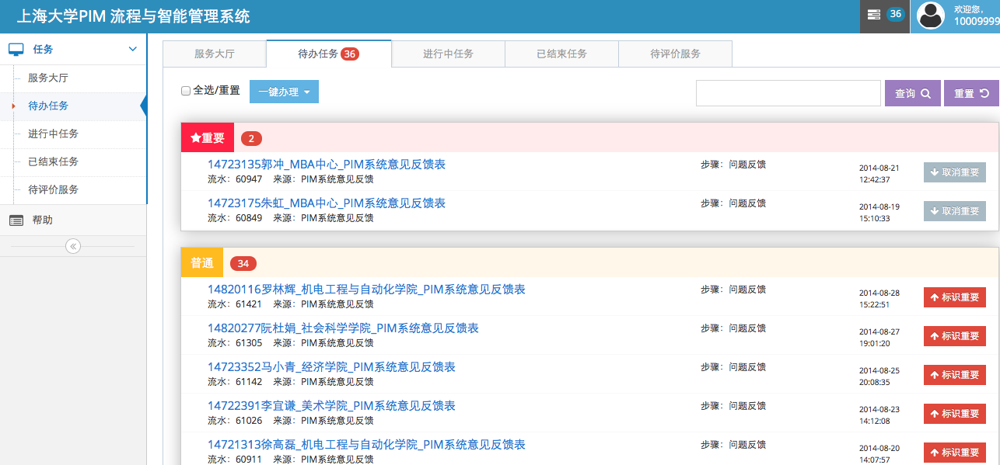 上海大学PIM 流程与智能管理系统
36
欢迎您,
10009999
任务
服务大厅
待办任务
进行中任务
已结束任务
待评价服务
帮助
服务大厅
待办任务 36
进行中任务
已结束任务
待评价服务
全选/重置
一键办理
查询
重置
重要
2
14723135郭冲_MBA中心_PIM系统意见反馈表
流水：60947 来源：PIM系统意见反馈
步骤：问题反馈
2014-08-21
12:42:37
取消重要
14723175朱虹_MBA中心_PIM系统意见反馈表
流水：60849 来源：PIM系统意见反馈
步骤：问题反馈
2014-08-19
15:10:33
取消重要
普通
34
14820116罗林辉_机电工程与自动化学院_PIM系统意见反馈表
流水：61421 来源：PIM系统意见反馈
步骤：问题反馈
2014-08-28
15:22:51
标识重要
14820277阮杜娟_社会科学学院_PIM系统意见反馈表
流水：61305 来源：PIM系统意见反馈
步骤：问题反馈
2014-08-27
19:01:20
标识重要
14723352马小青_经济学院_PIM系统意见反馈表
流水：61142 来源：PIM系统意见反馈
步骤：问题反馈
2014-08-25
20:08:35
标识重要
14722391李宜谦_美术学院_PIM系统意见反馈表
流水：61026 来源：PIM系统意见反馈
步骤：问题反馈
2014-08-23
14:12:08
标识重要
14721313徐高磊_机电工程与自动化学院_PIM系统意见反馈表
流水：60911 来源：PIM系统意见反馈
步骤：问题反馈
2014-08-20
14:07:57
标识重要